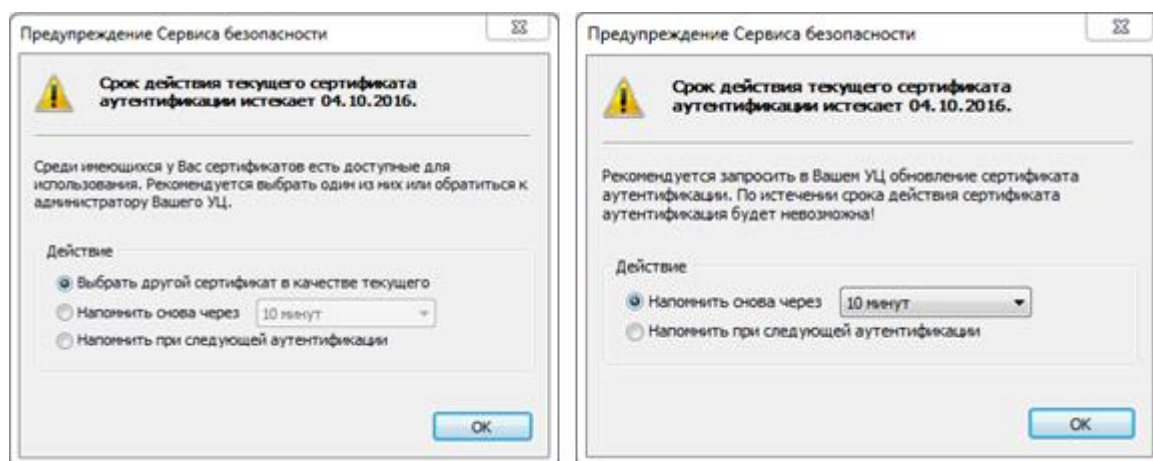 Предупреждение Сервиса безопасности
Срок действия текущего сертификата
аутентификации истекает 04.10.2016.
Среди имеющихся у Вас сертификатов есть доступные для
использования. Рекомендуется выбрать один из них или обратиться к
администратору Вашего УЦ.
Действие
Выбрать другой сертификат в качестве текущего
Напомнить снова через 10 минут
Напомнить при следующей аутентификации
OK
Предупреждение Сервиса безопасности
Срок действия текущего сертификата
аутентификации истекает 04.10.2016.
Рекомендуется запросить в Вашем УЦ обновление сертификата
аутентификации. По истечении срока действия сертификата
аутентификация будет невозможна!
Действие
Напомнить снова через 10 минут
Напомнить при следующей аутентификации
OK